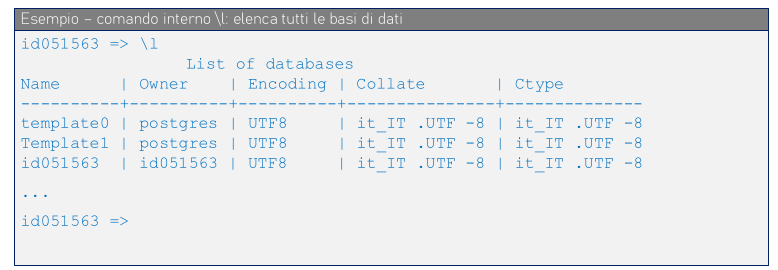 Esempio – comando interno \l: elenca tutti le basi di dati
id051563 => \l
List of databases
Name | Owner | Encoding | Collate | Ctype
----------+----------+----------+---------------+--------------
template0 | postgres | UTF8 | it_IT .UTF -8 | it_IT .UTF -8
Template1 | postgres | UTF8 | it_IT .UTF -8 | it_IT .UTF -8
id051563 | id051563 | UTF8 | it_IT .UTF -8 | it_IT .UTF -8
...
id051563 =>